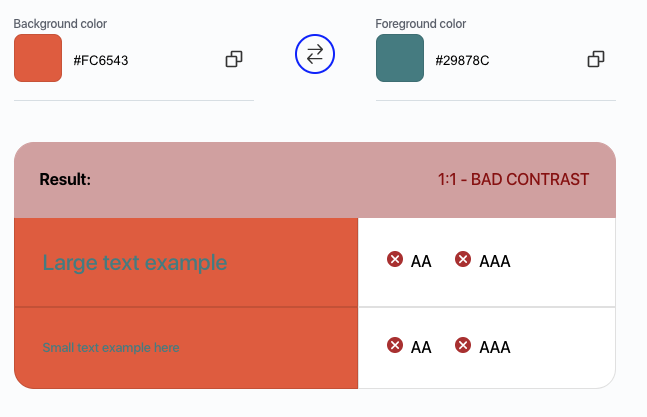 Background color
Foreground color
#FC6543
#29878C
Result:
1:1 - BAD CONTRAST
Large text example
AA
AAA
Small text example here
AA
AAA